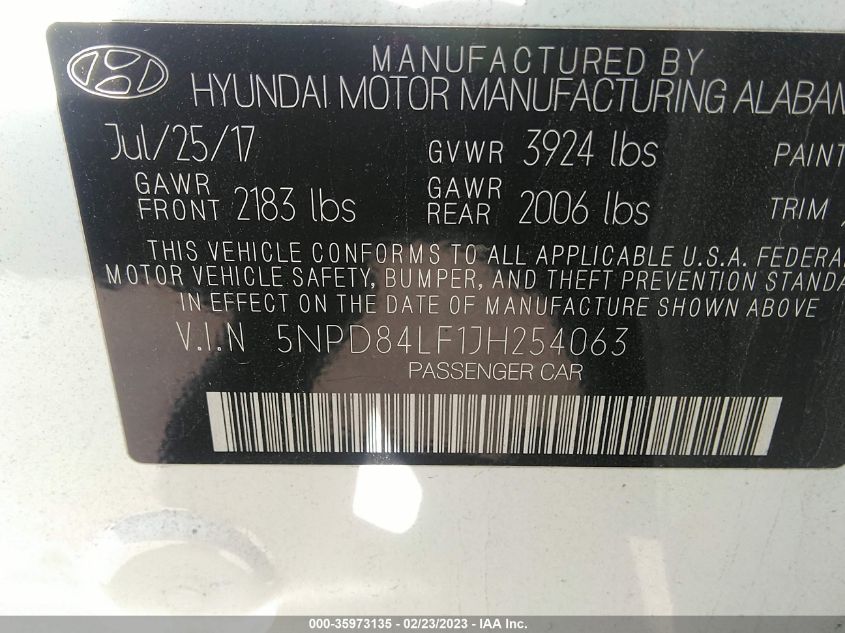 MANUFACTURED BY
HYUNDAI MOTOR MANUFACTURING ALABAM
Jul/25/17 GVWR 3924 lbs PAINT
GAWR FRONT 2183 lbs GAWR REAR 2006 lbs TRIM
THIS VEHICLE CONFORMS TO ALL APPLICABLE U.S.A. FEDERA
MOTOR VEHICLE SAFETY, BUMPER, AND THEFT PREVENTION STANDA
IN EFFECT ON THE DATE OF MANUFACTURE SHOWN ABOVE
V.I.N 5NPD84LF1JH254063
PASSENGER CAR
000-35973135 - 02/23/2023 - IAA Inc.